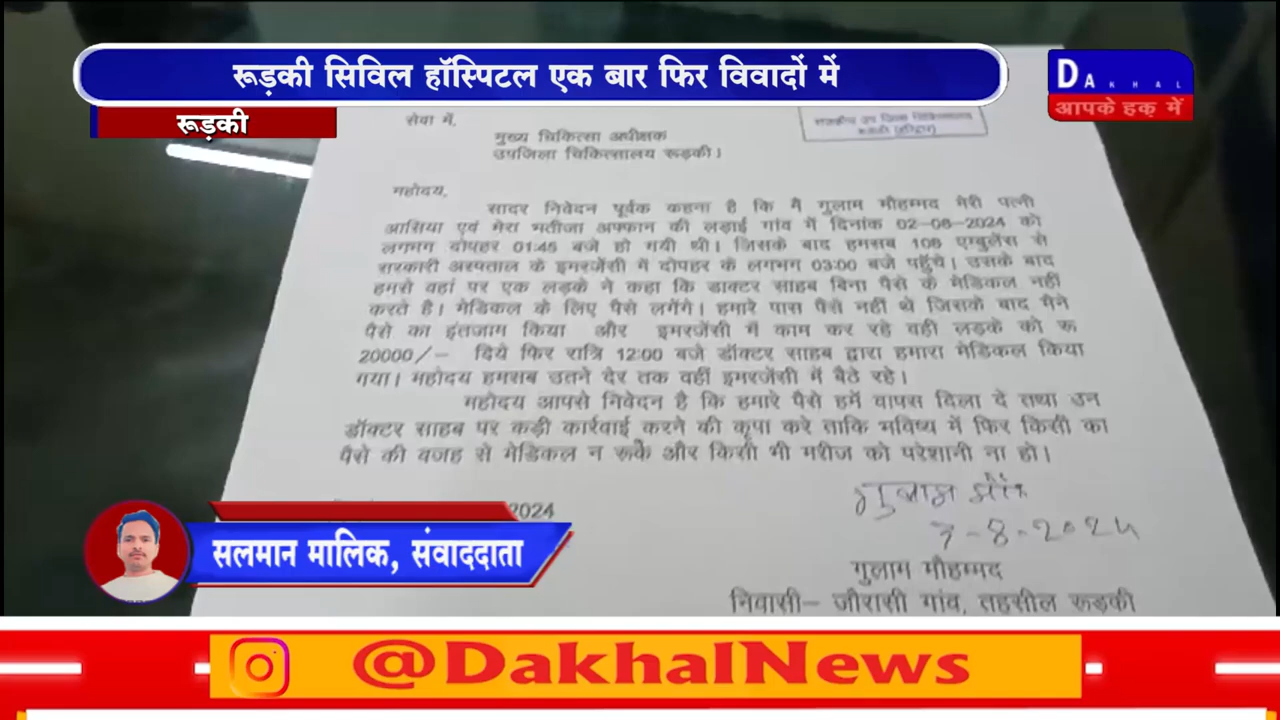 रूड़की सिविल हॉस्पिटल एक बार फिर विवादों में
DAKHAL
आपके हक़ में
रूड़की
सेवा में,
मुख्य चिकित्सा अधीक्षक
उपजिला चिकित्सालय रूड़की।
राजकीय उप जिला चिकित्सालय
रूडकी (हरिद्वार)
महोदय,
सादर निवेदन पूर्वक कहना है कि मैं गुलाम मौहम्मद मेरी पत्नी
आसिया एवं मेरा भतीजा अफ्फान की लड़ाई गांव में दिनांक 02-08-2024 को
लगभग दोपहर 01:45 बजे हो गयी थी। जिसके बाद हमसब 108 एम्बुलेंस से
सरकारी अस्पताल के इमरजेंसी में दोपहर के लगभग 03:00 बजे पहुँचे। उसके बाद
हमसे वहां पर एक लड़के ने कहा कि डाक्टर साहब बिना पैसे के मेडिकल नहीं
करते है। मेडिकल के लिए पैसे लगेंगे। हमारे पास पैसे नहीं थे जिसके बाद मैने
पैसे का इंतजाम किया और इमरजेंसी में काम कर रहे वही लड़के को रू
20000/- दिये फिर रात्रि 12:00 बजे डॉक्टर साहब द्वारा हमारा मेडिकल किया
गया। महोदय हमसब उतने देर तक वहीं इमरजेंसी में बैठे रहे।
महोदय आपसे निवेदन है कि हमारे पैसे हमें वापस दिला दे तथा उन
डॉक्टर साहब पर कड़ी कार्रवाई करने की कृपा करे ताकि भविष्य में फिर किसी का
पैसे की वजह से मेडिकल न रूके और किसी भी मरीज को परेशानी ना हो।
गुलाम
7-8-2024
2024
सलमान मालिक, संवाददाता
गुलाम मौहम्मद
निवासी- जौरासी गांव, तहसील रूड़की
@DakhalNews